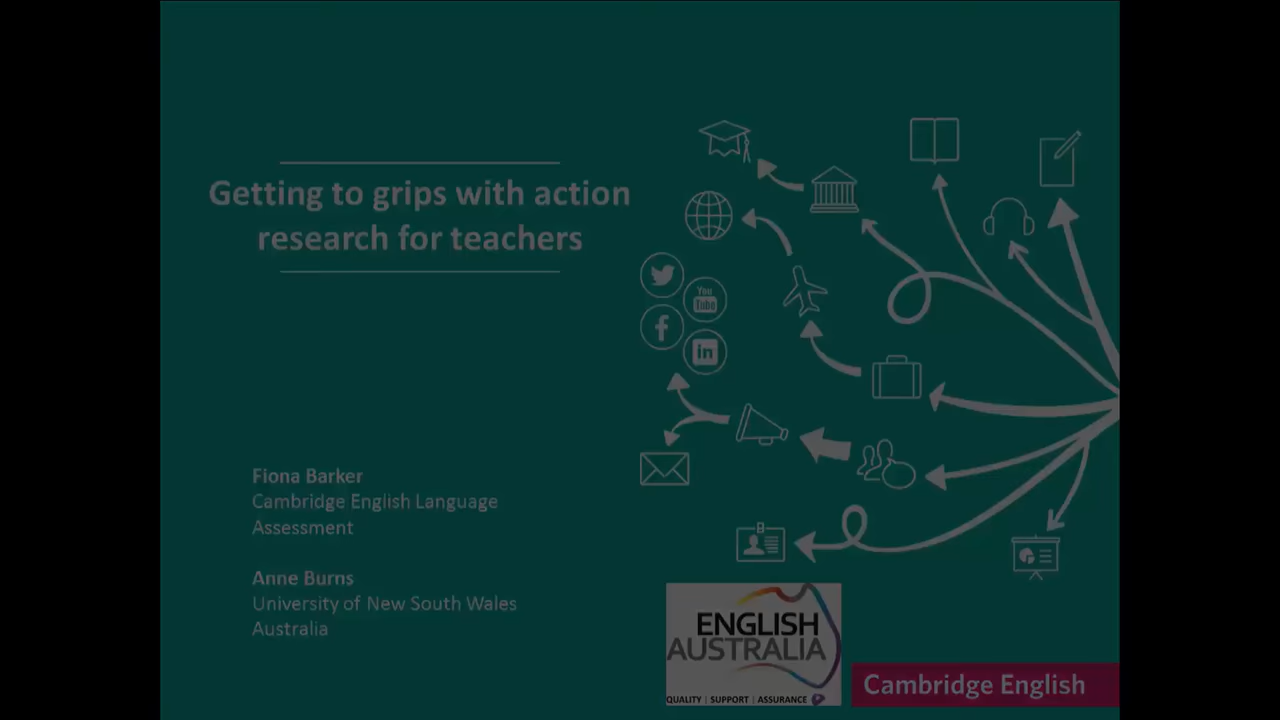 Getting to grips with action
research for teachers
You
Tube
f
in
Fiona Barker
Cambridge English Language
Assessment
Anne Burns
University of New South Wales
Australia
ENGLISH
AUSTRALIA
QUALITY | SUPPORT | ASSURANCE
Cambridge English